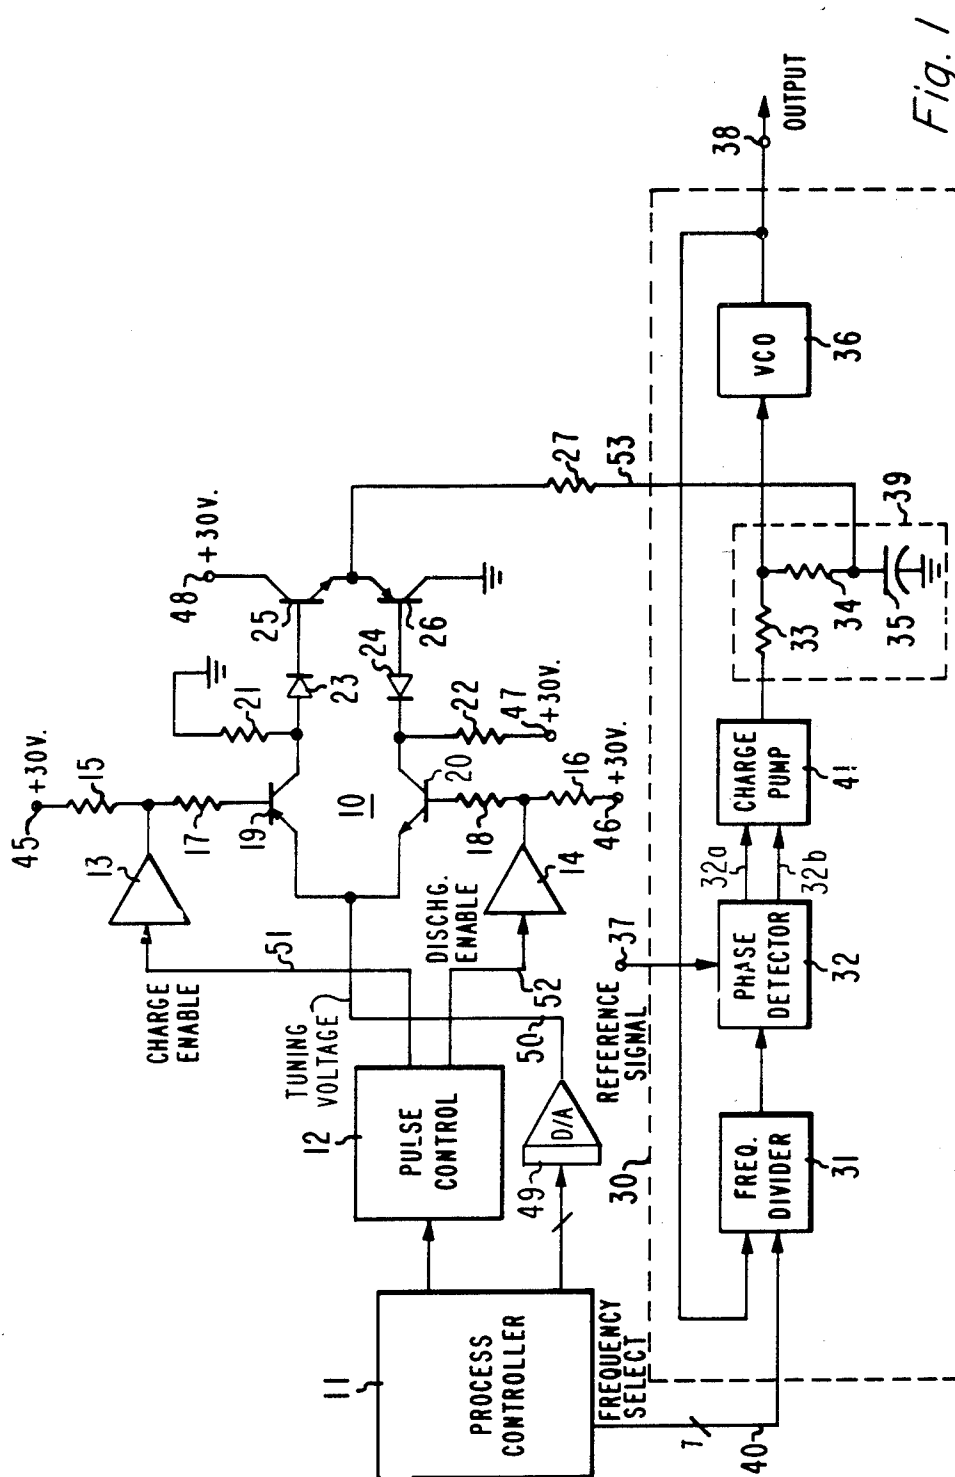 45
+30V.
15
13
17
19
CHARGE
ENABLE
51
21
23
48
+30V.
25
24
26
10
TUNING
VOLTAGE
DISCHG.
ENABLE
20
22
47
+30V.
18
16
46
+30V.
14
52
27
53
11
PROCESS
CONTROLLER
12
PULSE
CONTROL
49
D/A
50
FREQUENCY
SELECT
7
40
30
REFERENCE
SIGNAL
37
FREQ.
DIVIDER
31
PHASE
DETECTOR
32
32a
32b
CHARGE
PUMP
41
33
34
35
39
VCO
36
38
OUTPUT
Fig. 1